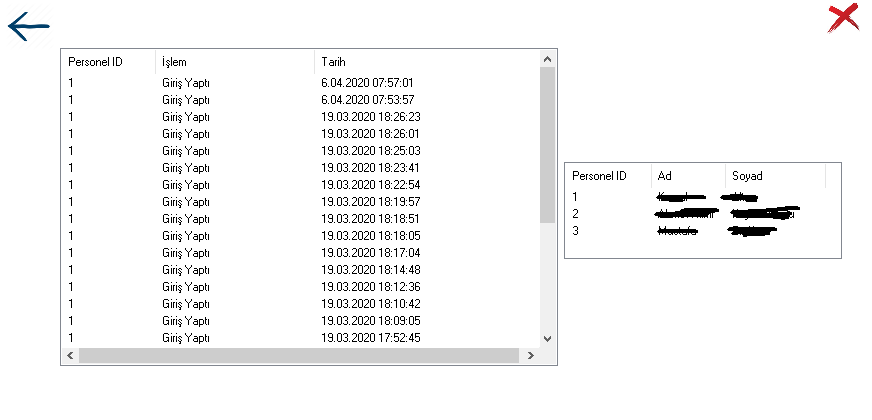 Personel ID İşlem Tarih
1 Giriş Yaptı 6.04.2020 07:57:01
1 Giriş Yaptı 6.04.2020 07:53:57
1 Giriş Yaptı 19.03.2020 18:26:23
1 Giriş Yaptı 19.03.2020 18:26:01
1 Giriş Yaptı 19.03.2020 18:25:03
1 Giriş Yaptı 19.03.2020 18:23:41
1 Giriş Yaptı 19.03.2020 18:22:54
1 Giriş Yaptı 19.03.2020 18:19:57
1 Giriş Yaptı 19.03.2020 18:18:51
1 Giriş Yaptı 19.03.2020 18:18:05
1 Giriş Yaptı 19.03.2020 18:17:04
1 Giriş Yaptı 19.03.2020 18:14:48
1 Giriş Yaptı 19.03.2020 18:12:36
1 Giriş Yaptı 19.03.2020 18:10:42
1 Giriş Yaptı 19.03.2020 18:09:05
1 Giriş Yaptı 19.03.2020 17:52:45
Personel ID Ad Soyad
1
2
3